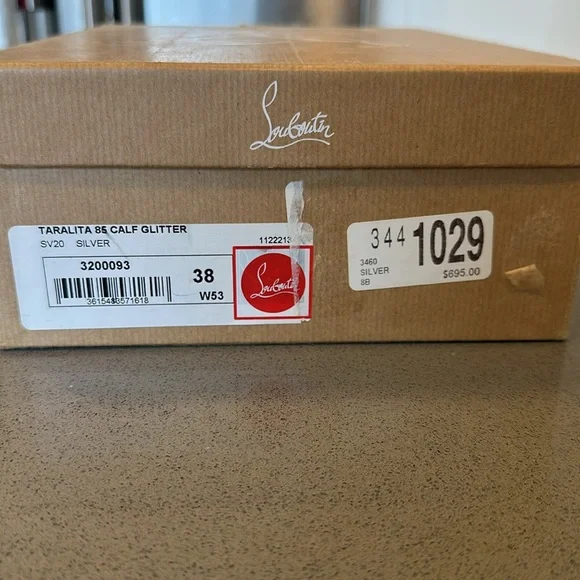 Louboutin
TARALITA 85 CALF GLITTER
SV20 SILVER 1122213
3200093
38
3615483571618
W53
Louboutin
344 1029
3460
SILVER
8B
$695.00